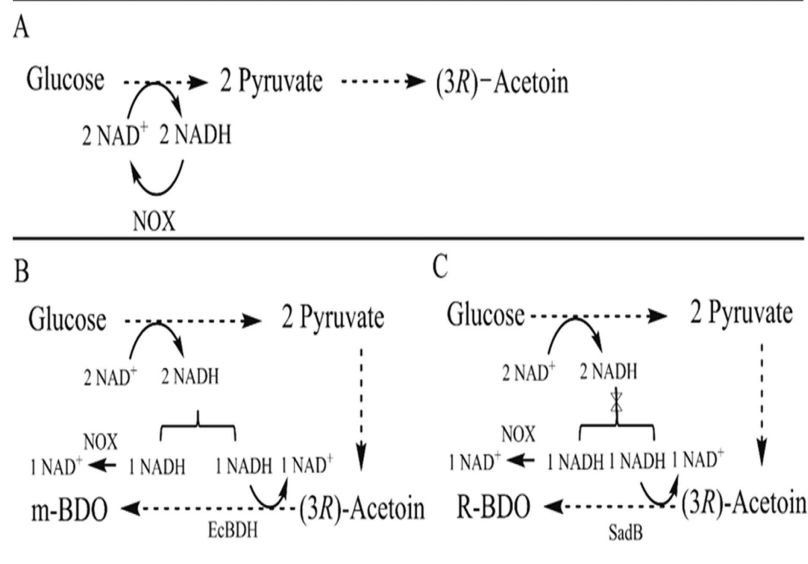 A
Glucose 2 Pyruvate (3R)-Acetoin
2 NAD+ 2 NADH
NOX
B
Glucose 2 Pyruvate
2 NAD+ 2 NADH
NOX
1 NAD+ 1 NADH 1 NADH 1 NAD+
m-BDO (3R)-Acetoin
EcBDH
C
Glucose 2 Pyruvate
2 NAD+ 2 NADH
NOX
1 NAD+ 1 NADH 1 NADH 1 NAD+
R-BDO (3R)-Acetoin
SadB